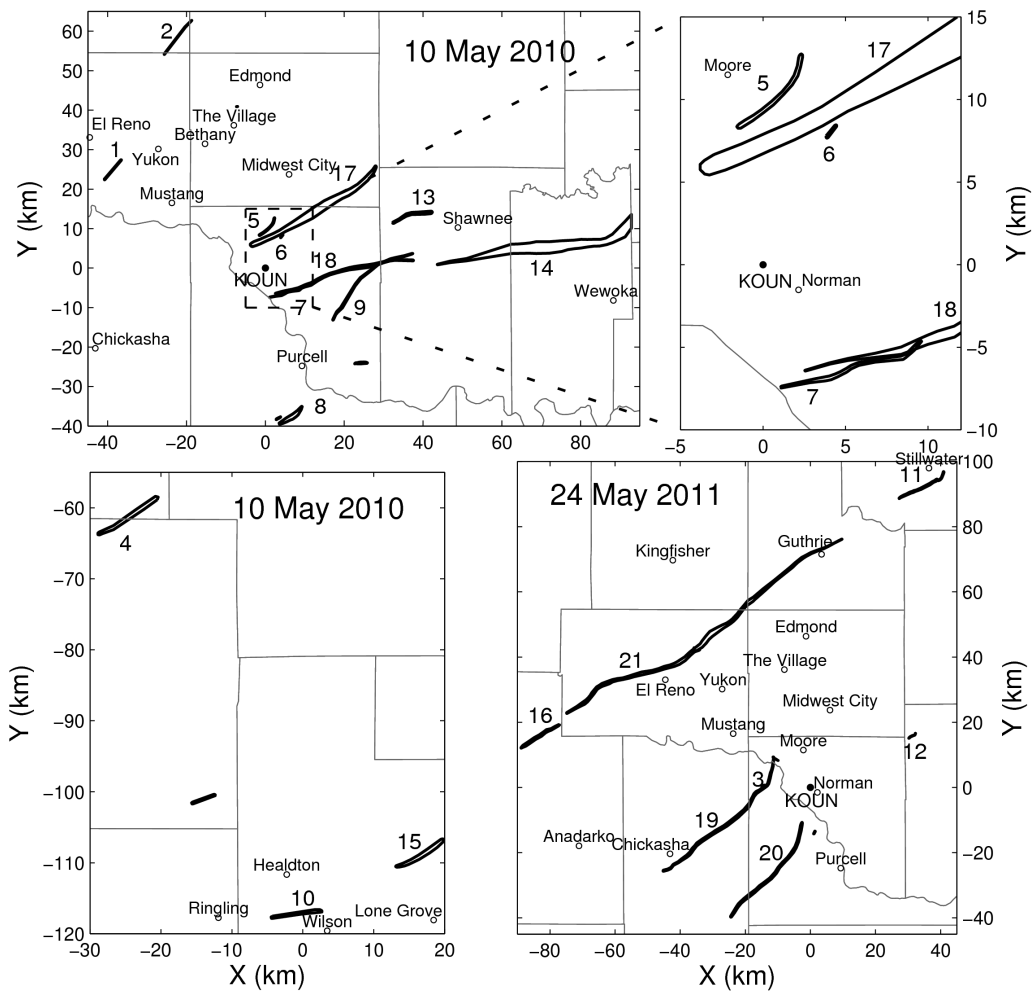 10 May 2010
60
50
40
30
20
10
0
−10
−20
−30
−40
−40
−20
0
20
40
60
80
Y (km)
2
Edmond
The Village
El Reno
Bethany
1
Yukon
Midwest City
17
Mustang
13
5
Shawnee
6
18
14
KOUN
7
9
Wewoka
Chickasha
Purcell
8
15
10
5
0
−5
−10
−5
0
5
10
Y (km)
17
Moore
5
6
KOUN
Norman
18
7
10 May 2010
−60
−70
−80
−90
−100
−110
−120
−30
−20
−10
0
10
20
Y (km)
X (km)
4
15
Healdton
10
Ringling
Wilson
Lone Grove
24 May 2011
100
80
60
40
20
0
−20
−40
−80
−60
−40
−20
0
20
40
Y (km)
X (km)
Stillwater
11
Guthrie
Kingfisher
Edmond
21
The Village
El Reno
Yukon
Midwest City
16
Mustang
Moore
12
3
Norman
KOUN
19
Anadarko
Chickasha
20
Purcell